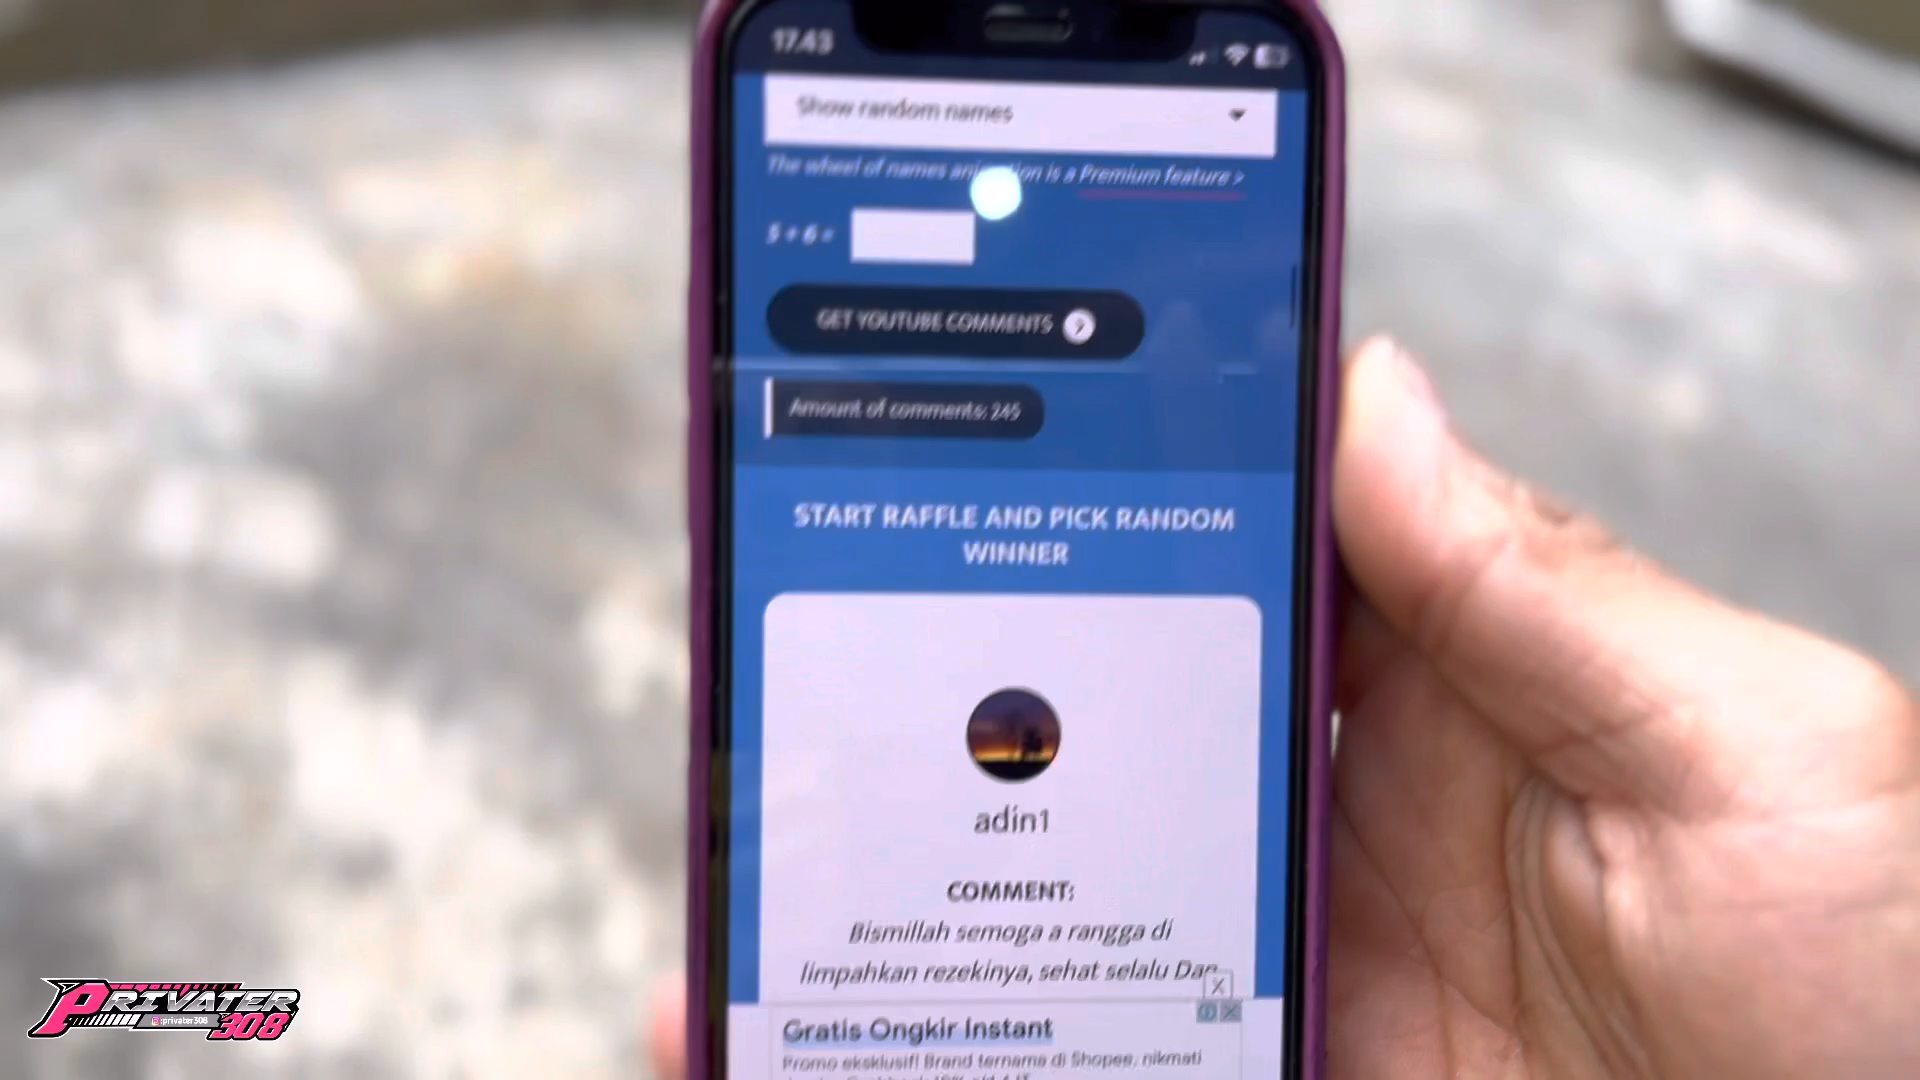 17.43
Show random names
The wheel of names animation is a Premium feature >
5 + 6 =
GET YOUTUBE COMMENTS
Amount of comments: 245
START RAFFLE AND PICK RANDOM
WINNER
adin1
COMMENT:
Bismillah semoga a rangga di
limpahkan rezekinya, sehat selalu Dan
X
Gratis Ongkir Instant
Promo eksklusif! Brand ternama di Shopee, nikmati
PRIVATER
:privater308
308